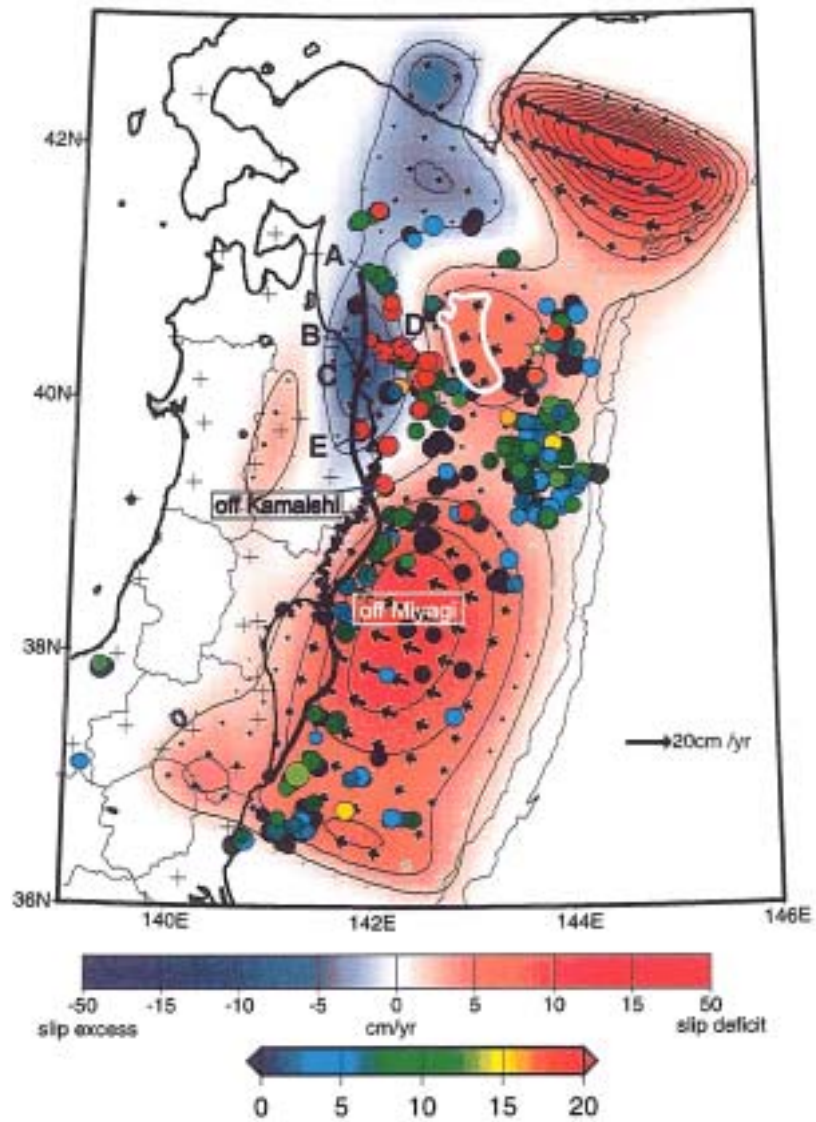 42N
A
B
D
C
40N
E
off Kamaishi
off Miyagi
38N
20cm /yr
36N
140E 142E 144E 146E
-50 -15 -10 -5 0 5 10 15 50
slip excess cm/yr slip deficit
0 5 10 15 20